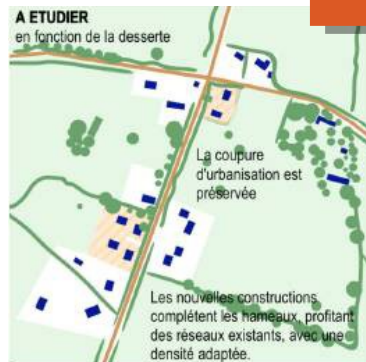 A ETUDIER
en fonction de la desserte
La coupure
d'urbanisation est
préservée
Les nouvelles constructions
complètent les hameaux, profitant
des réseaux existants, avec une
densité adaptée.